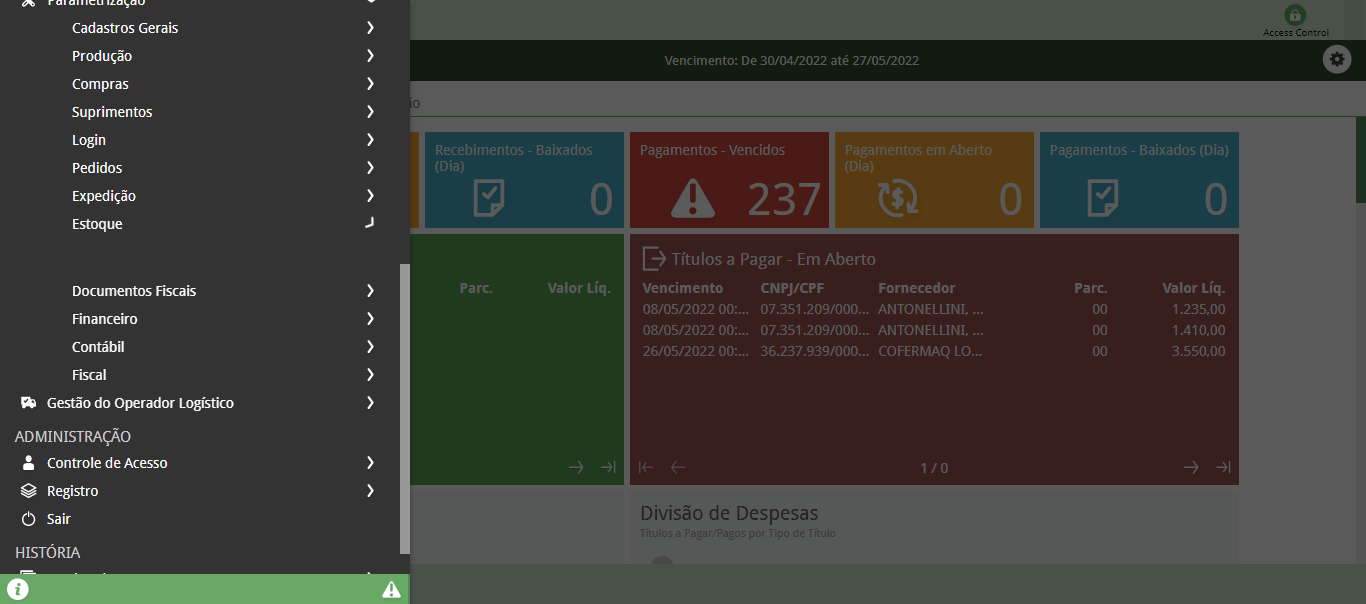 Parametrização
Cadastros Gerais
Produção
Compras
Suprimentos
Login
Pedidos
Expedição
Estoque
Documentos Fiscais
Financeiro
Contábil
Fiscal
Gestão do Operador Logístico
ADMINISTRAÇÃO
Controle de Acesso
Registro
Sair
HISTÓRIA
Access Control
Vencimento: De 30/04/2022 até 27/05/2022
Recebimentos - Baixados
(Dia)
0
Pagamentos - Vencidos
237
Pagamentos em Aberto
(Dia)
0
Pagamentos - Baixados (Dia)
0
Parc. Valor Líq.
Títulos a Pagar - Em Aberto
Vencimento CNPJ/CPF Fornecedor Parc. Valor Líq.
08/05/2022 00:... 07.351.209/000... ANTONELLINI, ... 00 1.235,00
08/05/2022 00:... 07.351.209/000... ANTONELLINI, ... 00 1.410,00
26/05/2022 00:... 36.237.939/000... COFERMAQ LO... 00 3.550,00
1 / 0
Divisão de Despesas
Títulos a Pagar/Pagos por Tipo de Título